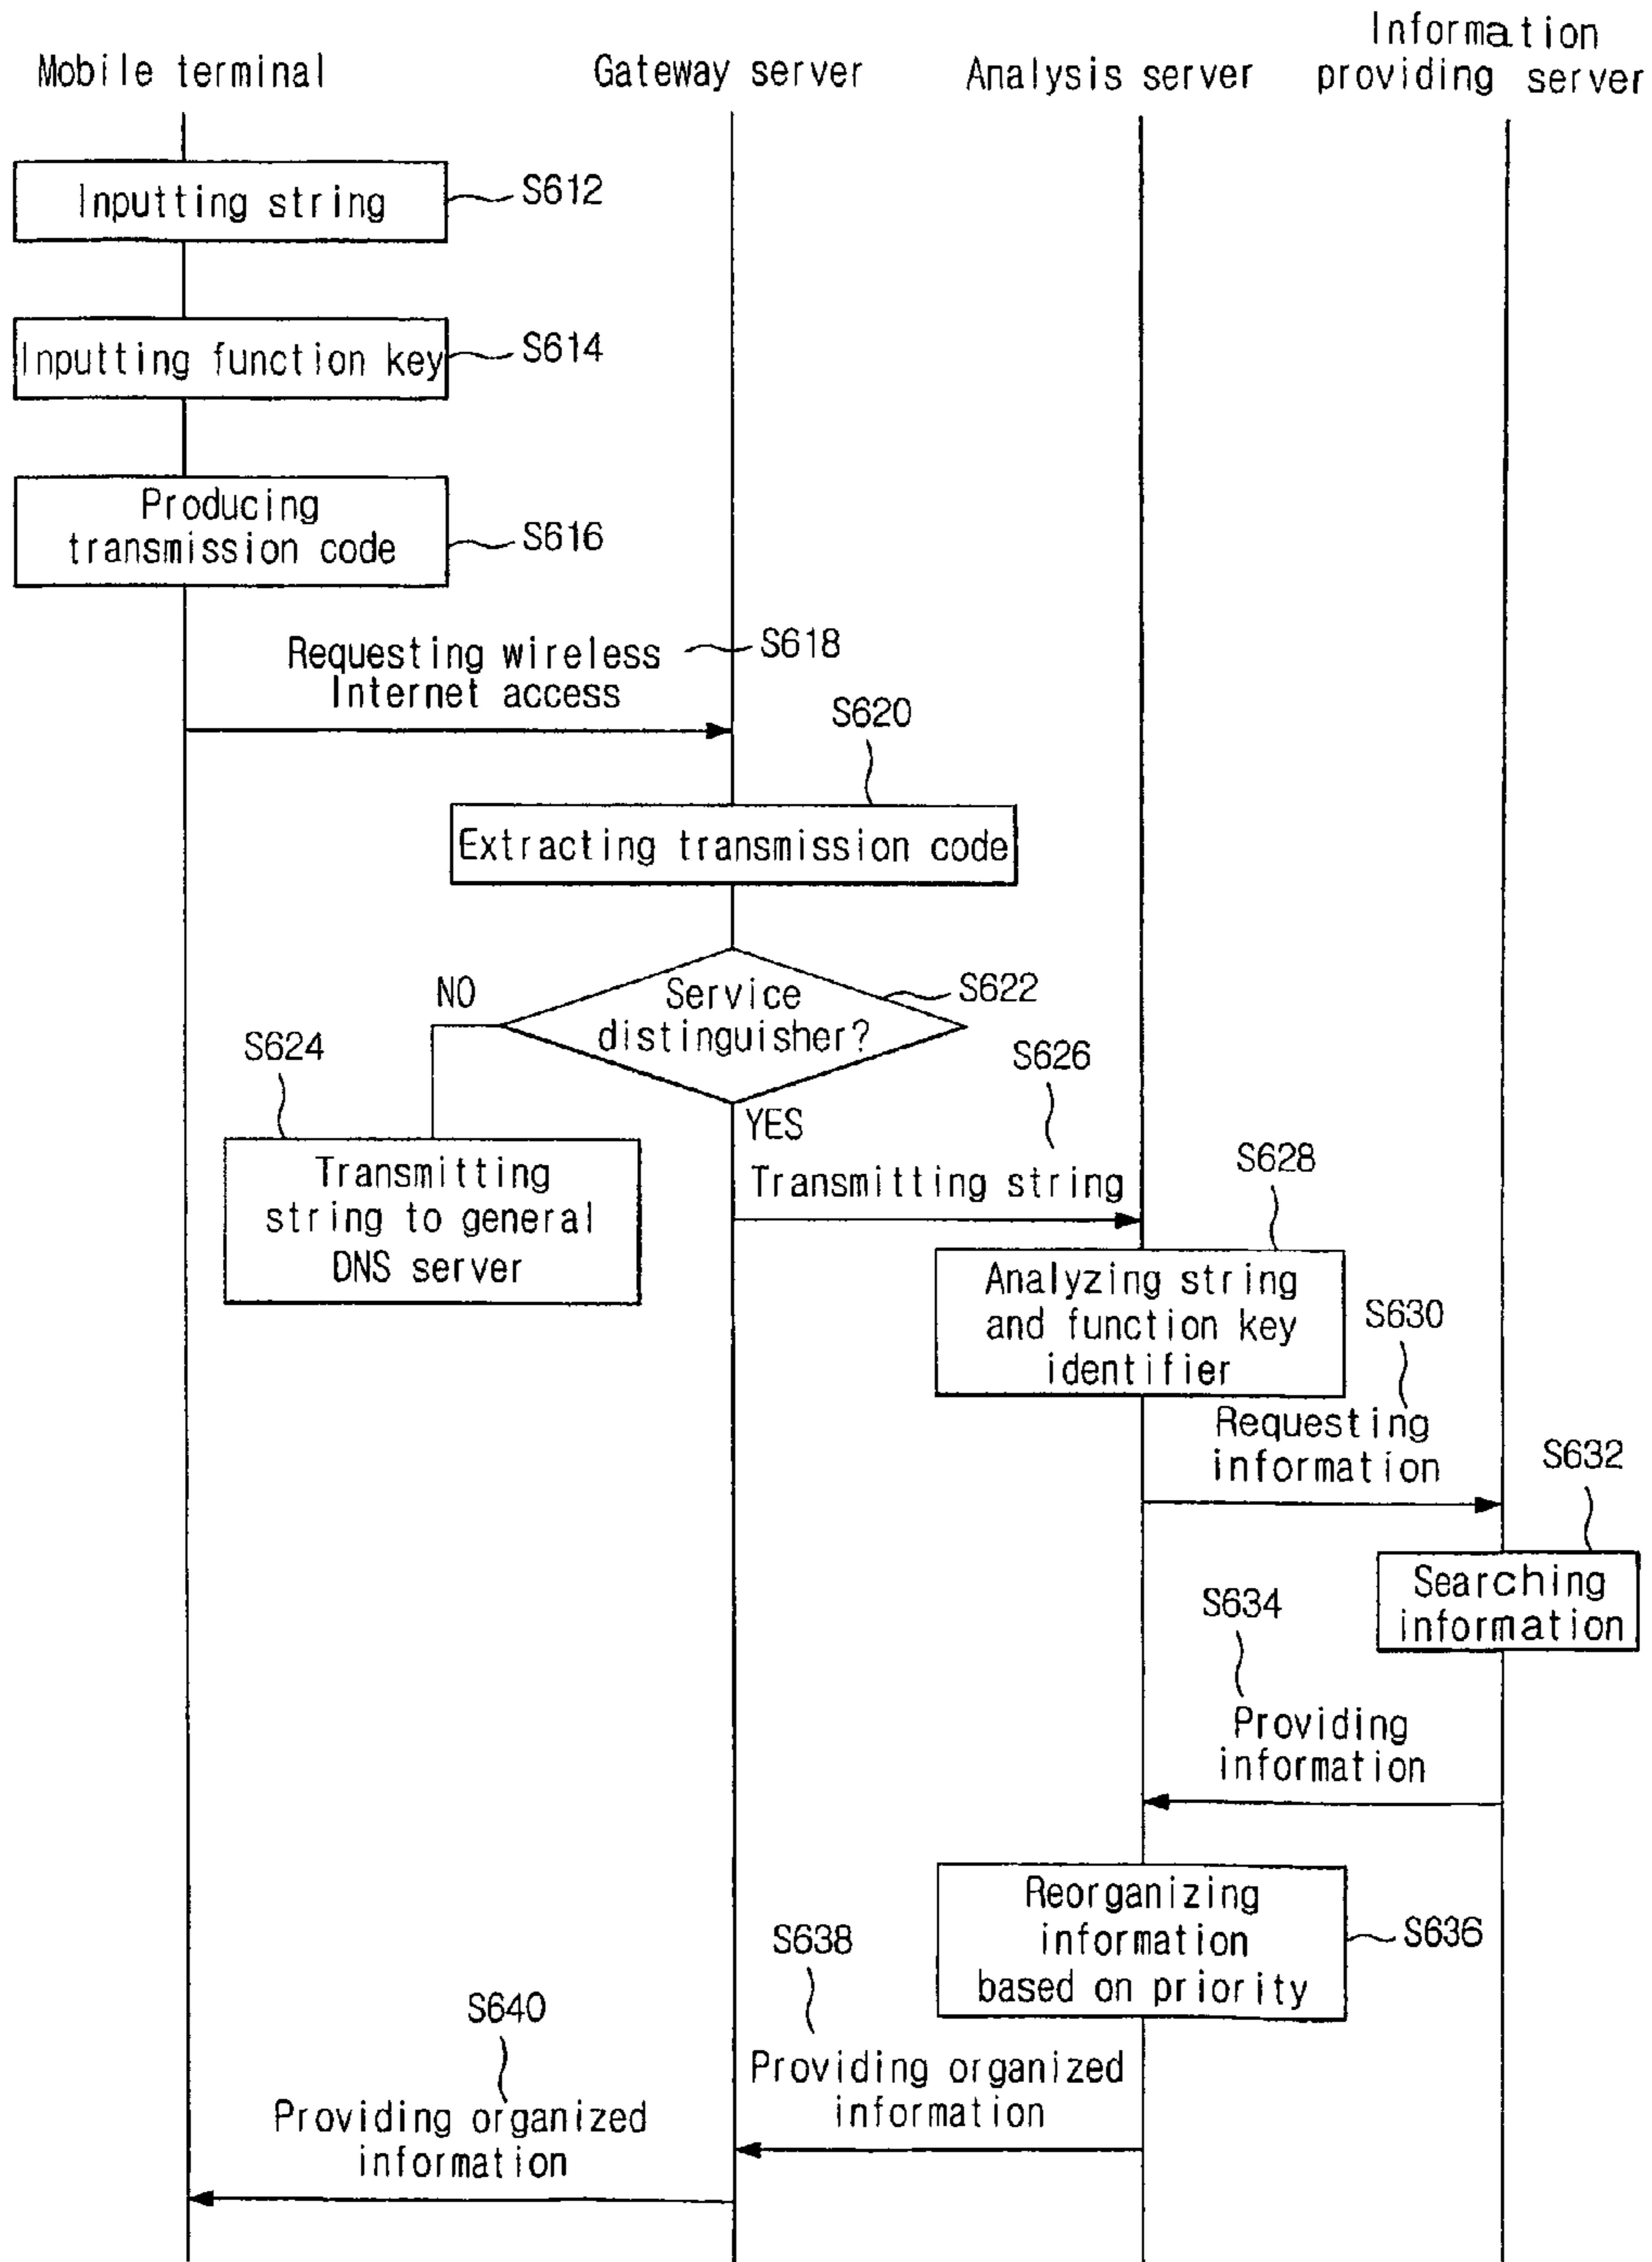 Mobile terminal
Gateway server
Analysis server
Information
providing server
Inputting string
S612
Inputting function key
S614
Producing
transmission code
S616
Requesting wireless
Internet access
S618
S620
Extracting transmission code
Service
distinguisher?
S622
NO
S624
YES
S626
Transmitting
string to general
DNS server
Transmitting string
S628
Analyzing string
and function key
identifier
S630
Requesting
information
S632
Searching
information
S634
Providing
information
Reorganizing
information
based on priority
S636
S638
Providing organized
information
S640
Providing organized
information